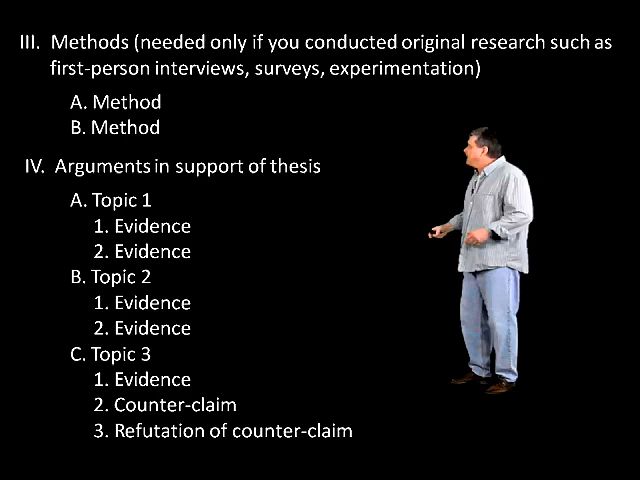 III. Methods (needed only if you conducted original research such as
first-person interviews, surveys, experimentation)
A. Method
B. Method
IV. Arguments in support of thesis
A. Topic 1
1. Evidence
2. Evidence
B. Topic 2
1. Evidence
2. Evidence
C. Topic 3
1. Evidence
2. Counter-claim
3. Refutation of counter-claim